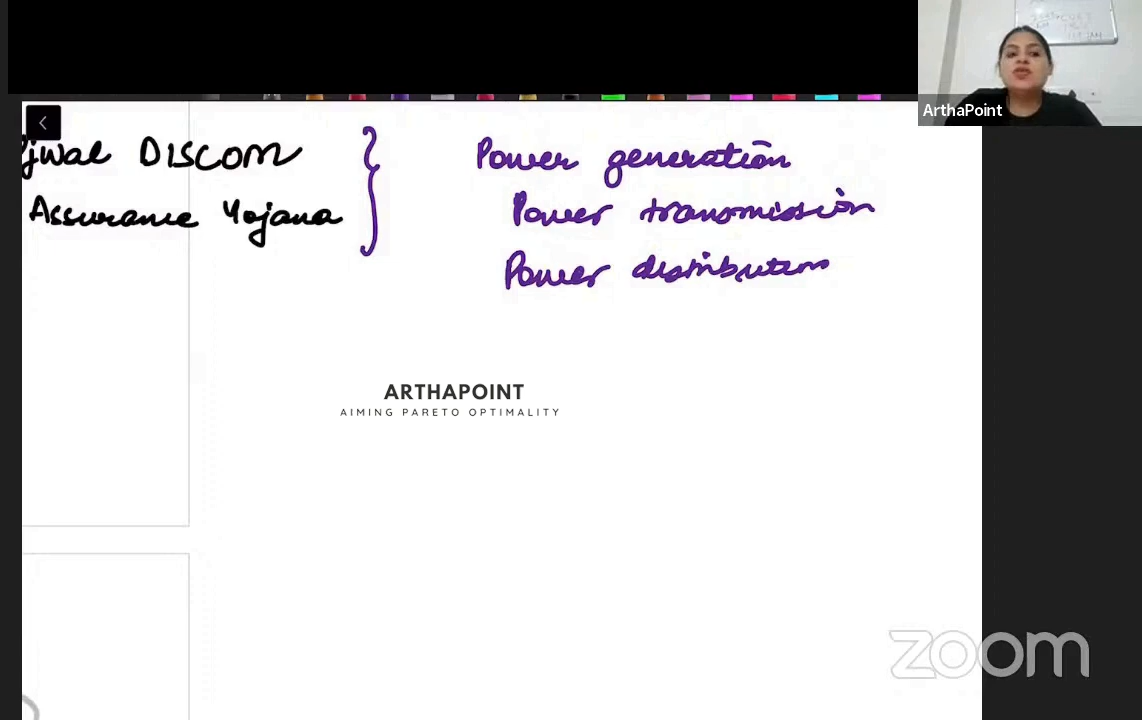 ArthaPoint
jwal DISCOM
Assurance Yojana
Power generation
Power transmission
Power distribution
ARTHAPOINT
AIMING PARETO OPTIMALITY
zoom